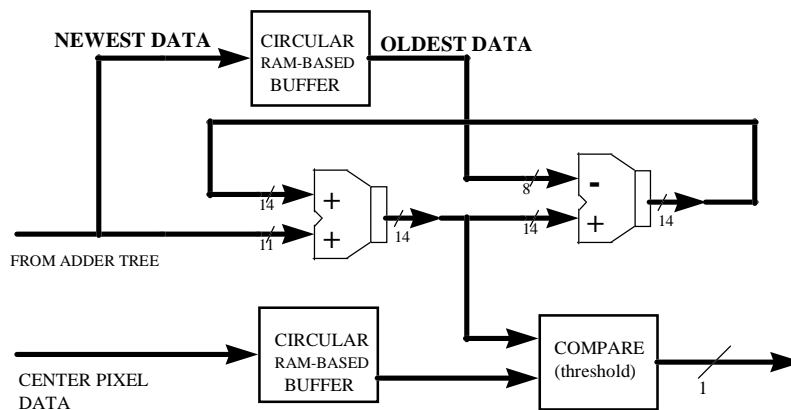 NEWEST DATA
CIRCULAR
RAM-BASED
BUFFER
OLDEST DATA
14
+
11
+
14
8
-
14
+
14
FROM ADDER TREE
CENTER PIXEL
DATA
CIRCULAR
RAM-BASED
BUFFER
COMPARE
(threshold)
1